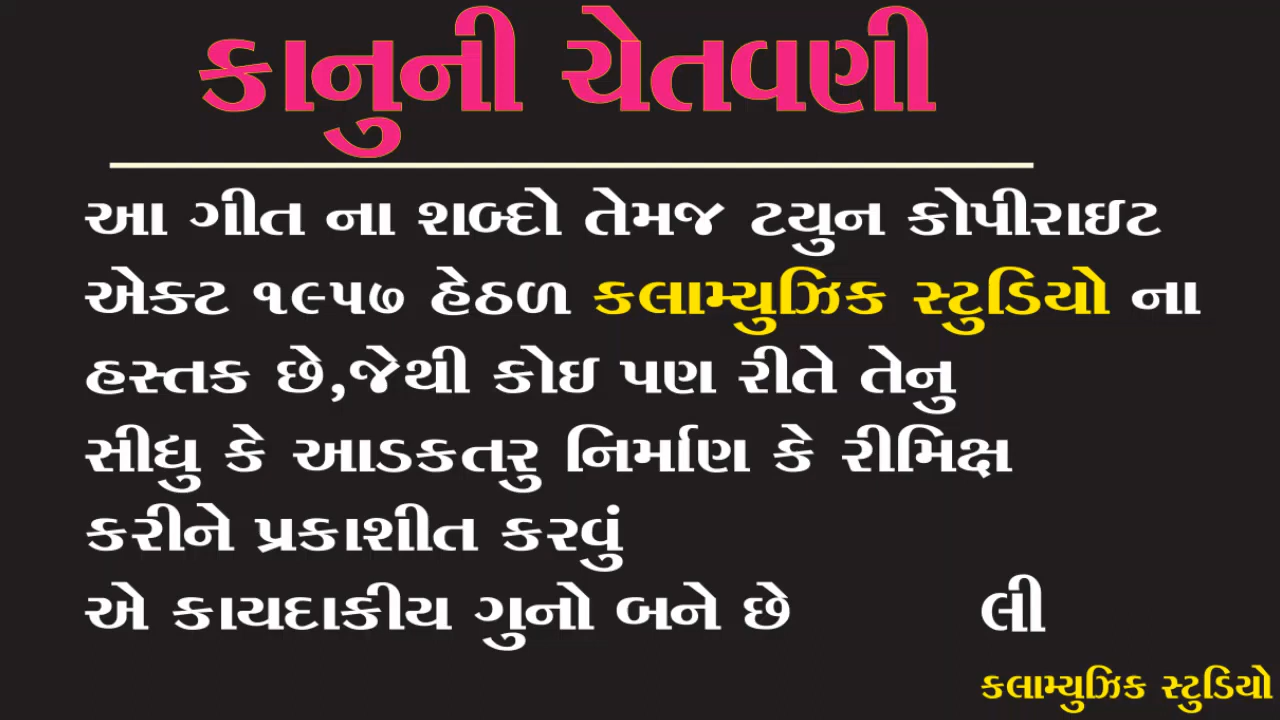 કાનુની ચેતવણી
આ ગીત ના શબ્દો તેમજ ટયુન કોપીરાઇટ
એક્ટ ૧૯૫૭ હેઠળ કલામ્યુઝિક સ્ટુડિયો ના
હસ્તક છે,જેથી કોઇ પણ રીતે તેનુ
સીધુ કે આડકતરુ નિર્માણ કે રીમિક્ષ
કરીને પ્રકાશીત કરવું
એ કાયદાકીય ગુનો બને છે લી
કલામ્યુઝિક સ્ટુડિયો